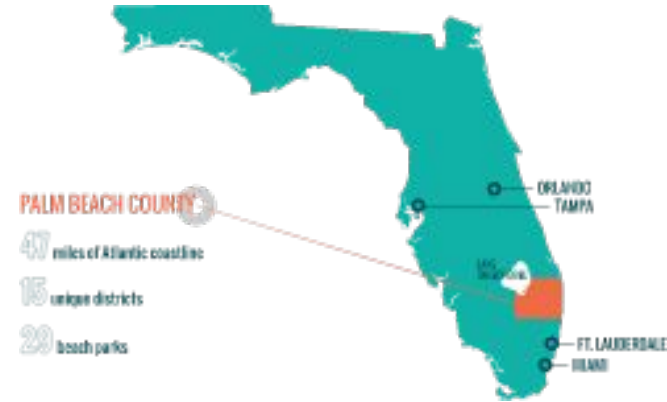 ORLANDO
TAMPA
PALM BEACH COUNTY
47 miles of Atlantic coastline
15 unique districts
29 beach parks
FT. LAUDERDALE
MIAMI